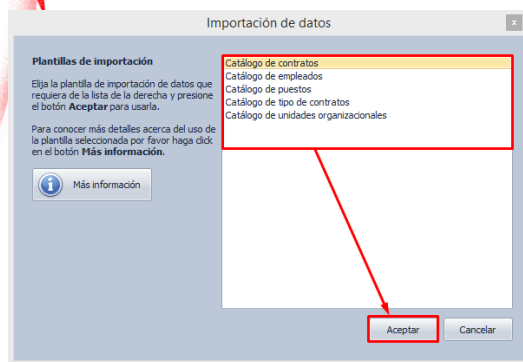 Importación de datos
x
Plantillas de importación
Elija la plantilla de importación de datos que
requiera de la lista de la derecha y presione
el botón Aceptar para usarla.
Para conocer más detalles acerca del uso de
la plantilla seleccionada por favor haga click
en el botón Más información.
Más información
Catálogo de contratos
Catálogo de empleados
Catálogo de puestos
Catálogo de tipo de contratos
Catálogo de unidades organizacionales
Aceptar
Cancelar